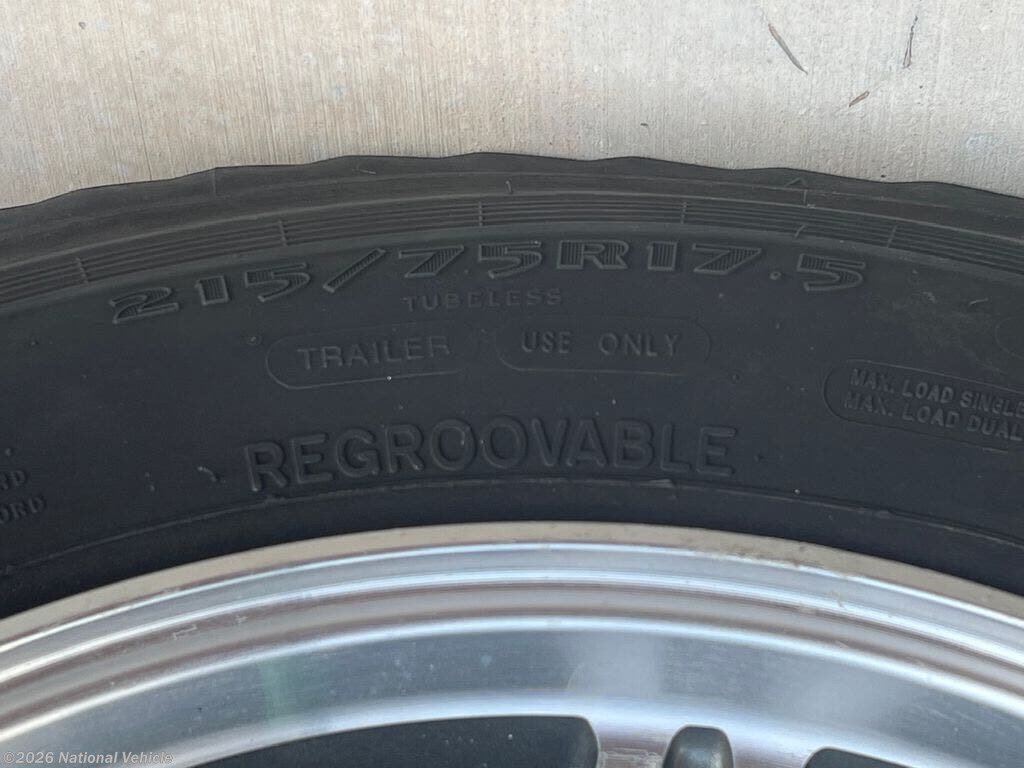 215/75R17.5
TUBELESS
TRAILER USE ONLY
MAX. LOAD SINGLE
MAX. LOAD DUAL
REGROOVABLE
©2026 National Vehicle